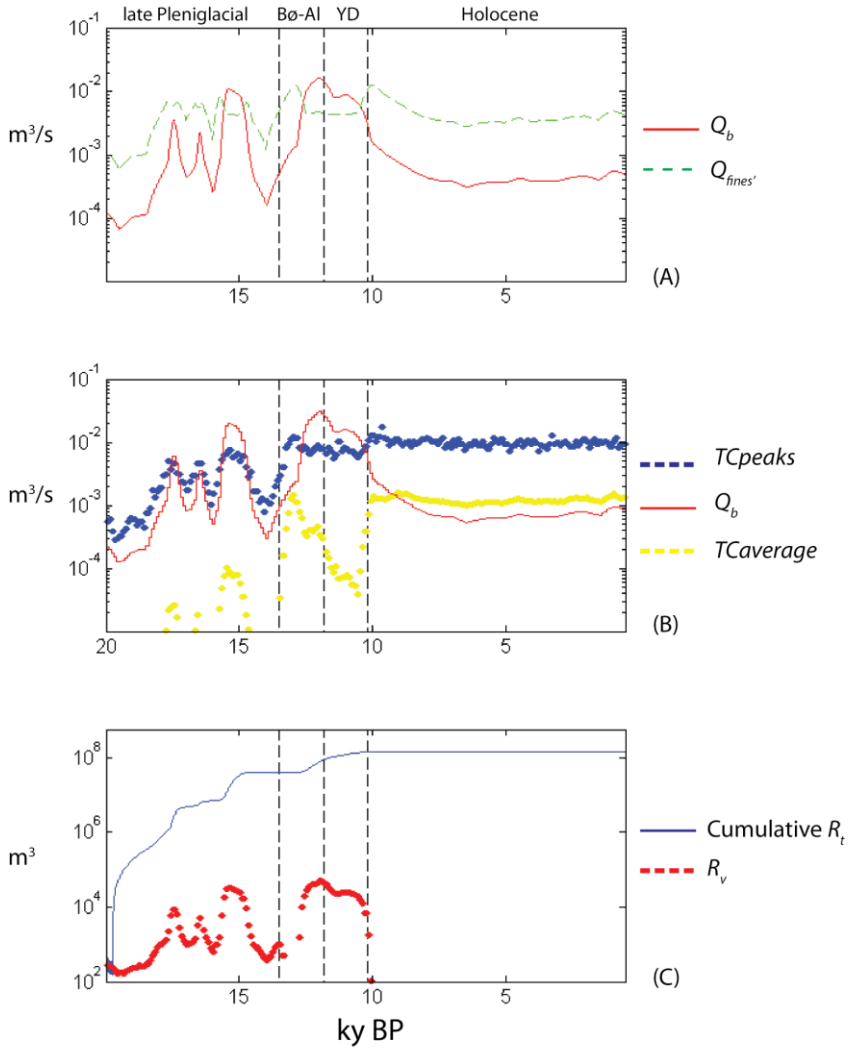 late Pleniglacial Bø-Al YD Holocene
10⁻¹
10⁻²
m³/s
10⁻³
10⁻⁴
15 10 5
Q_b
Q_fines'
(A)
10⁻¹
10⁻²
m³/s
10⁻³
10⁻⁴
20 15 10 5
TCpeaks
Q_b
TCaverage
(B)
10⁸
10⁶
m³
10⁴
10²
15 10 5
Cumulative R_t
R_v
(C)
ky BP